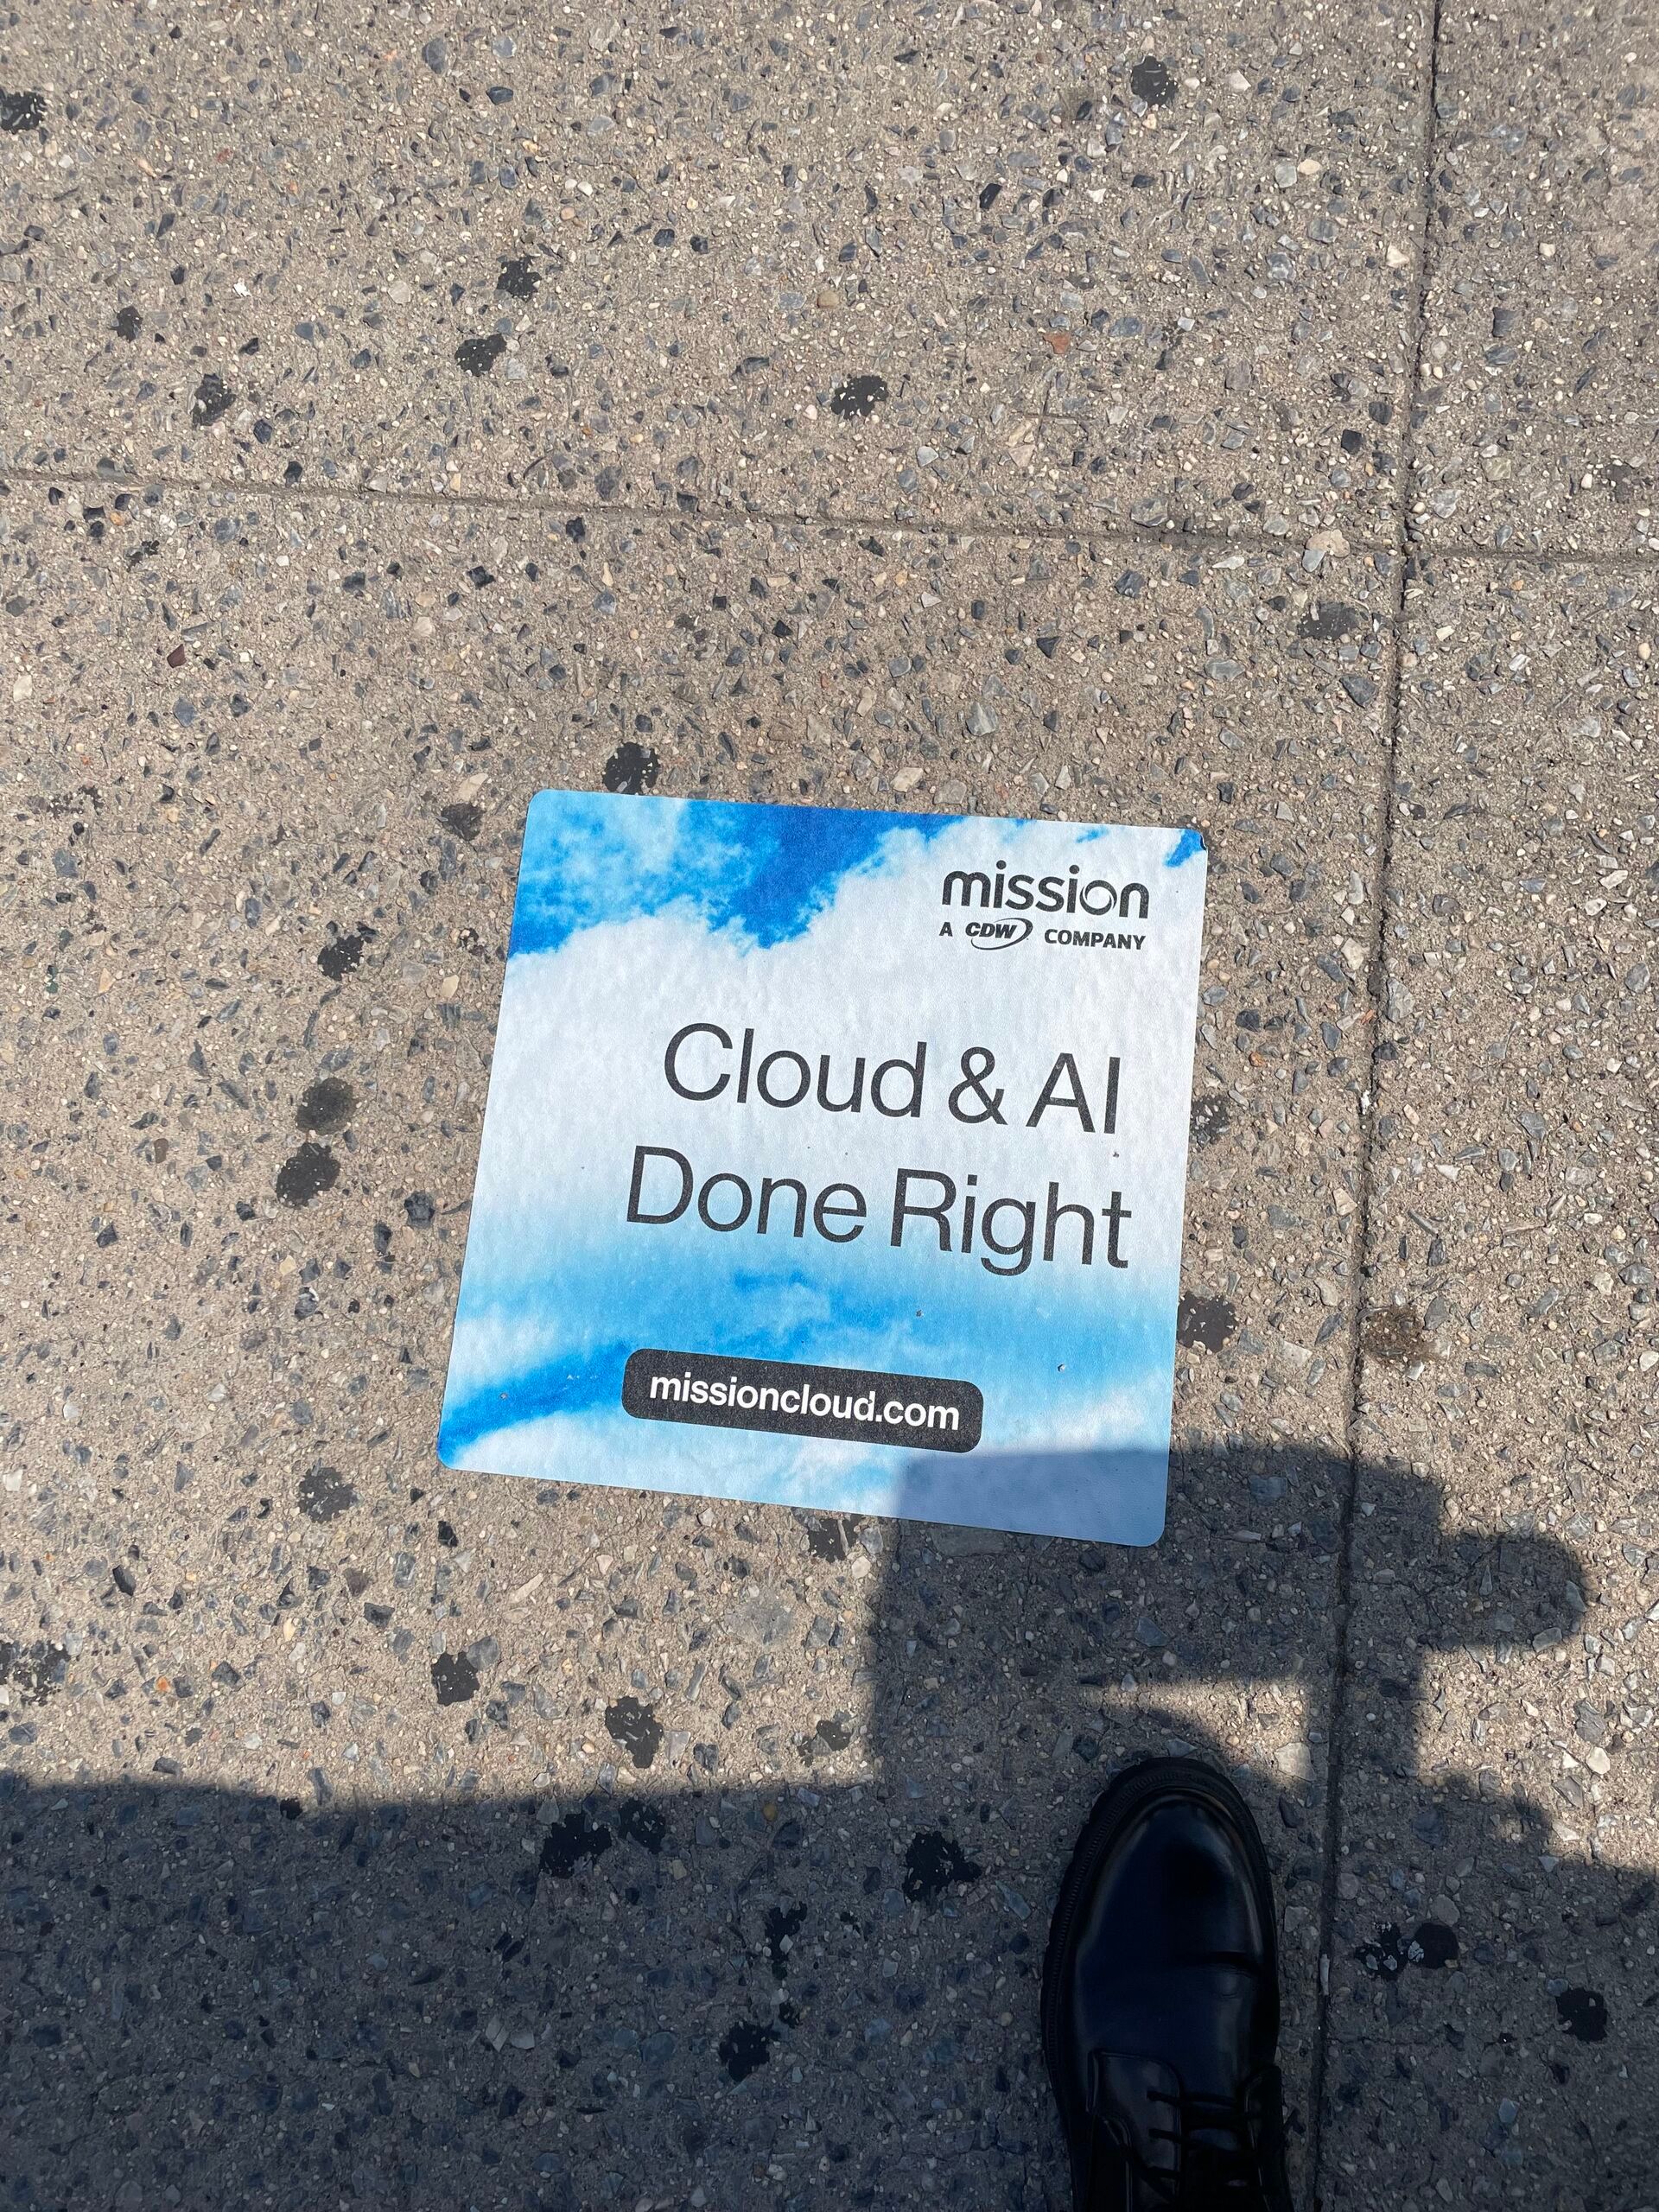 mission
A CDW COMPANY
Cloud & AI
Done Right
missioncloud.com